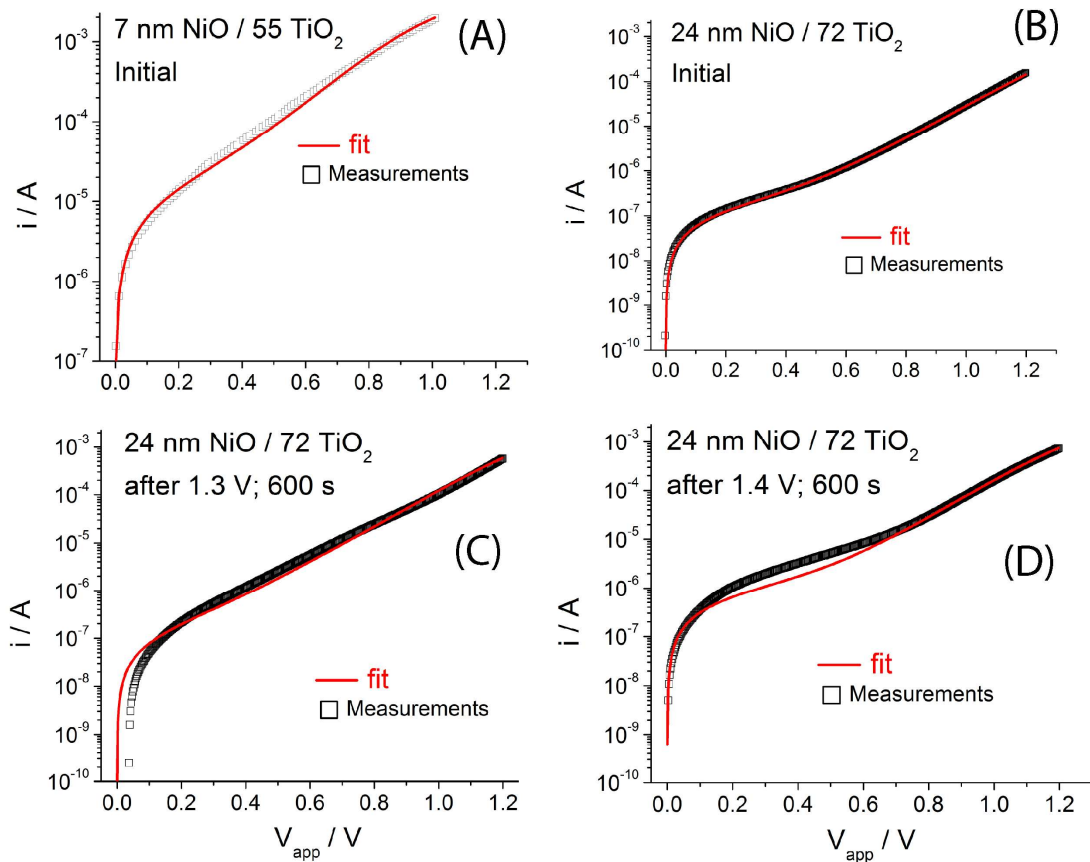 7 nm NiO / 55 TiO2
(A)
Initial
fit
Measurements
i / A
10-3
10-4
10-5
10-6
10-7
0.0 0.2 0.4 0.6 0.8 1.0 1.2
24 nm NiO / 72 TiO2
(B)
Initial
fit
Measurements
i / A
10-3
10-4
10-5
10-6
10-7
10-8
10-9
10-10
0.0 0.2 0.4 0.6 0.8 1.0 1.2
24 nm NiO / 72 TiO2
after 1.3 V; 600 s
(C)
fit
Measurements
i / A
10-3
10-4
10-5
10-6
10-7
10-8
10-9
10-10
0.0 0.2 0.4 0.6 0.8 1.0 1.2
Vapp / V
24 nm NiO / 72 TiO2
after 1.4 V; 600 s
(D)
fit
Measurements
i / A
10-3
10-4
10-5
10-6
10-7
10-8
10-9
10-10
0.0 0.2 0.4 0.6 0.8 1.0 1.2
Vapp / V